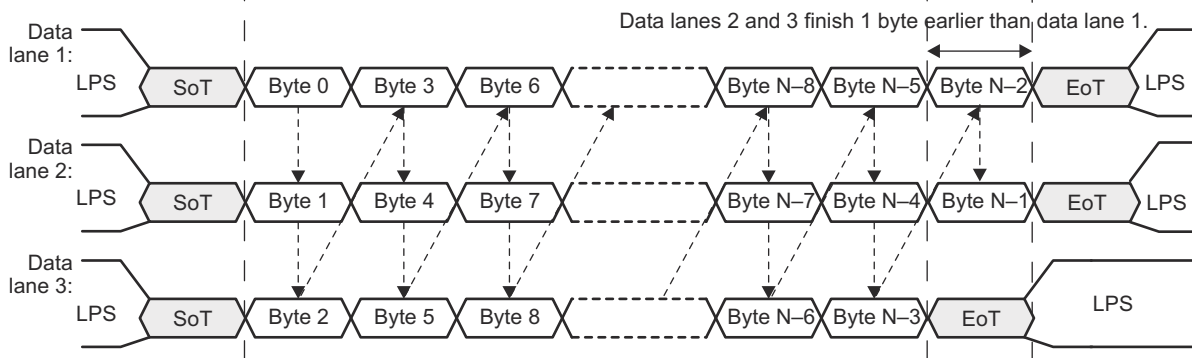 Data lanes 2 and 3 finish 1 byte earlier than data lane 1.
Data
lane 1:
LPS SoT Byte 0 Byte 3 Byte 6 Byte N–8 Byte N–5 Byte N–2 EoT LPS
Data
lane 2:
LPS SoT Byte 1 Byte 4 Byte 7 Byte N–7 Byte N–4 Byte N–1 EoT LPS
Data
lane 3:
LPS SoT Byte 2 Byte 5 Byte 8 Byte N–6 Byte N–3 EoT LPS